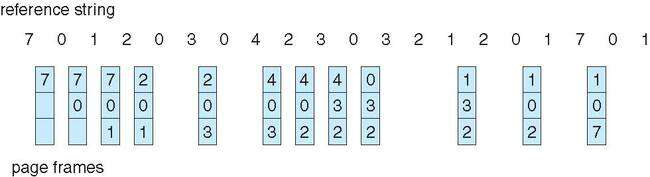 reference string
7 0 1 2 0 3 0 4 2 3 0 3 2 1 2 0 1 7 0 1
7 7 7 2 2 4 4 4 0 1 1 1
0 0 0 0 0 0 3 3 3 0 0
1 1 3 3 2 2 2 2 2 7
page frames